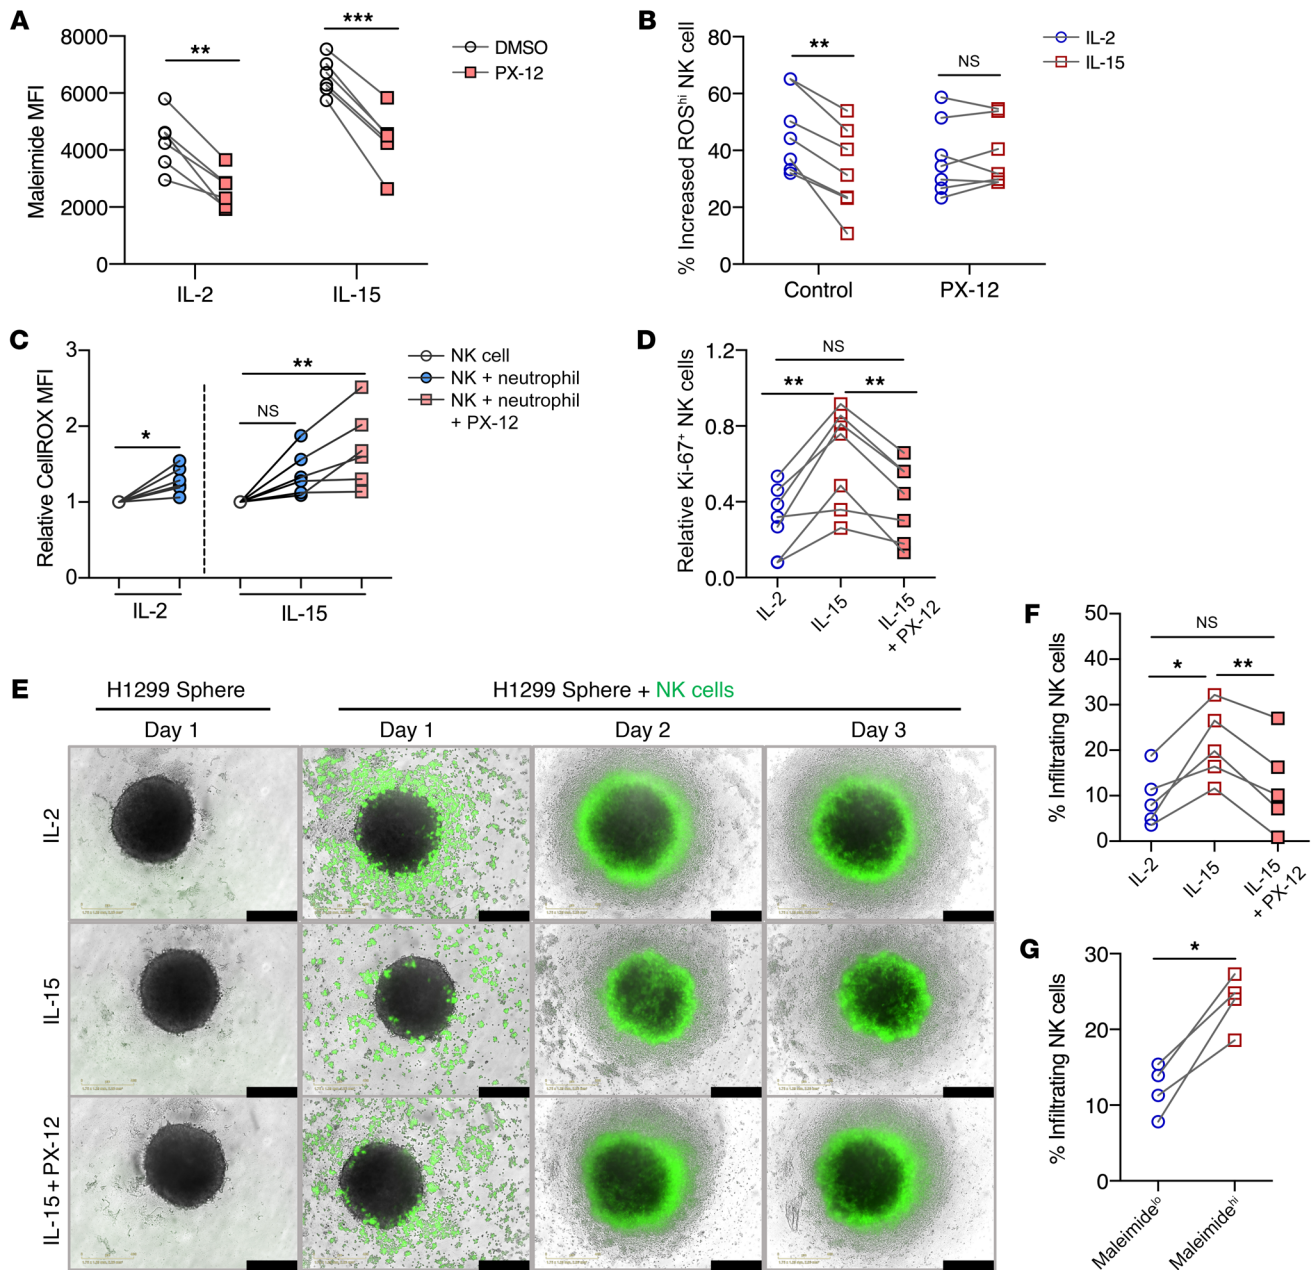 A
Maleimide MFI
8000
6000
4000
2000
0
**
***
IL-2
IL-15
DMSO
PX-12
B
% Increased ROSʰⁱ NK cell
80
60
40
20
0
**
NS
Control
PX-12
IL-2
IL-15
C
Relative CellROX MFI
3
2
1
0
*
NS
**
IL-2
IL-15
NK cell
NK + neutrophil
NK + neutrophil
+ PX-12
D
Relative Ki-67⁺ NK cells
1.2
0.8
0.4
0.0
NS
**
**
IL-2
IL-15
IL-15
+ PX-12
E
H1299 Sphere
H1299 Sphere + NK cells
Day 1
Day 1
Day 2
Day 3
IL-2
IL-15
IL-15 + PX-12
F
% Infiltrating NK cells
50
40
30
20
10
0
NS
*
**
IL-2
IL-15
IL-15
+ PX-12
G
% Infiltrating NK cells
30
20
10
0
*
Maleimideˡᵒ
Maleimideʰⁱ